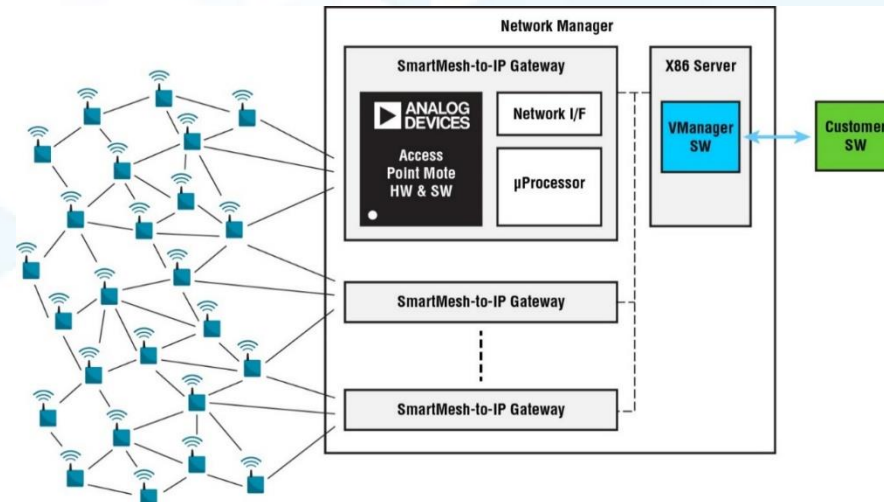 Network Manager
SmartMesh-to-IP Gateway
ANALOG
DEVICES
Access
Point Mote
HW & SW
Network I/F
µProcessor
X86 Server
VManager
SW
Customer
SW
SmartMesh-to-IP Gateway
SmartMesh-to-IP Gateway